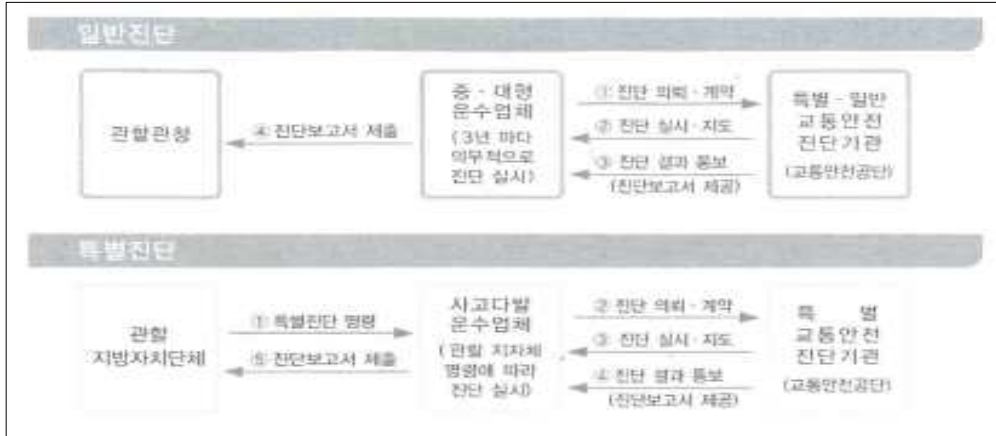 일반진단
관할관청
④ 진단보고서 제출
중 - 대형
운수업체
(3년 마다
의무적으로
진단 실시)
① 진단 의뢰 · 계약
② 진단 실시 · 지도
③ 진단 결과 통보
(진단보고서 제공)
특별 - 일반
교통안전
진단기관
(교통안전공단)
특별진단
관할
지방자치단체
① 특별진단 명령
⑤ 진단보고서 제출
사고다발
운수업체
(관할 지자체
명령에 따라
진단 실시)
② 진단 의뢰 · 계약
③ 진단 실시 · 지도
④ 진단 결과 통보
(진단보고서 제공)
특 별
교통안전
진단기관
(교통안전공단)